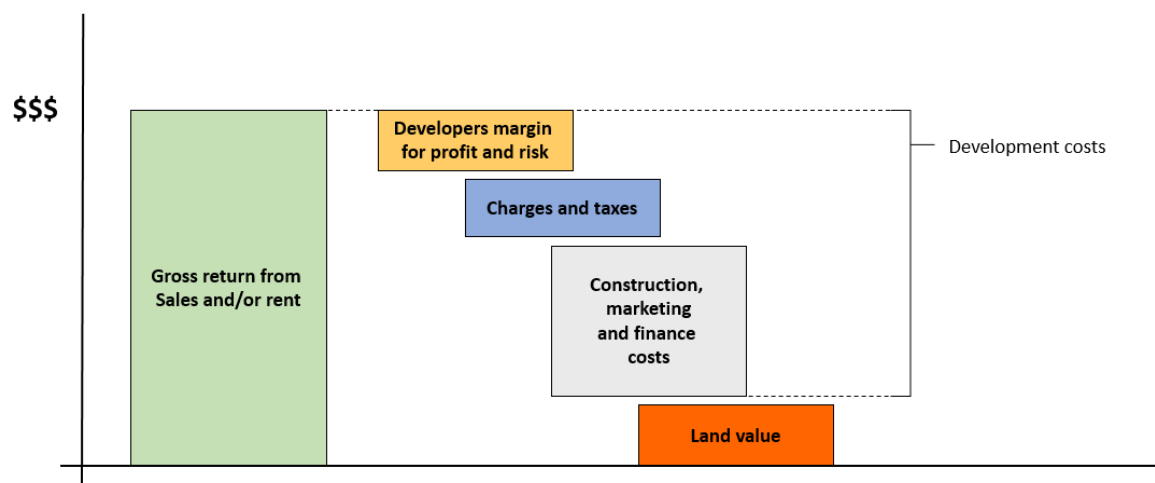 $$$
Gross return from
Sales and/or rent
Developers margin
for profit and risk
Charges and taxes
Construction,
marketing
and finance
costs
Land value
Development costs